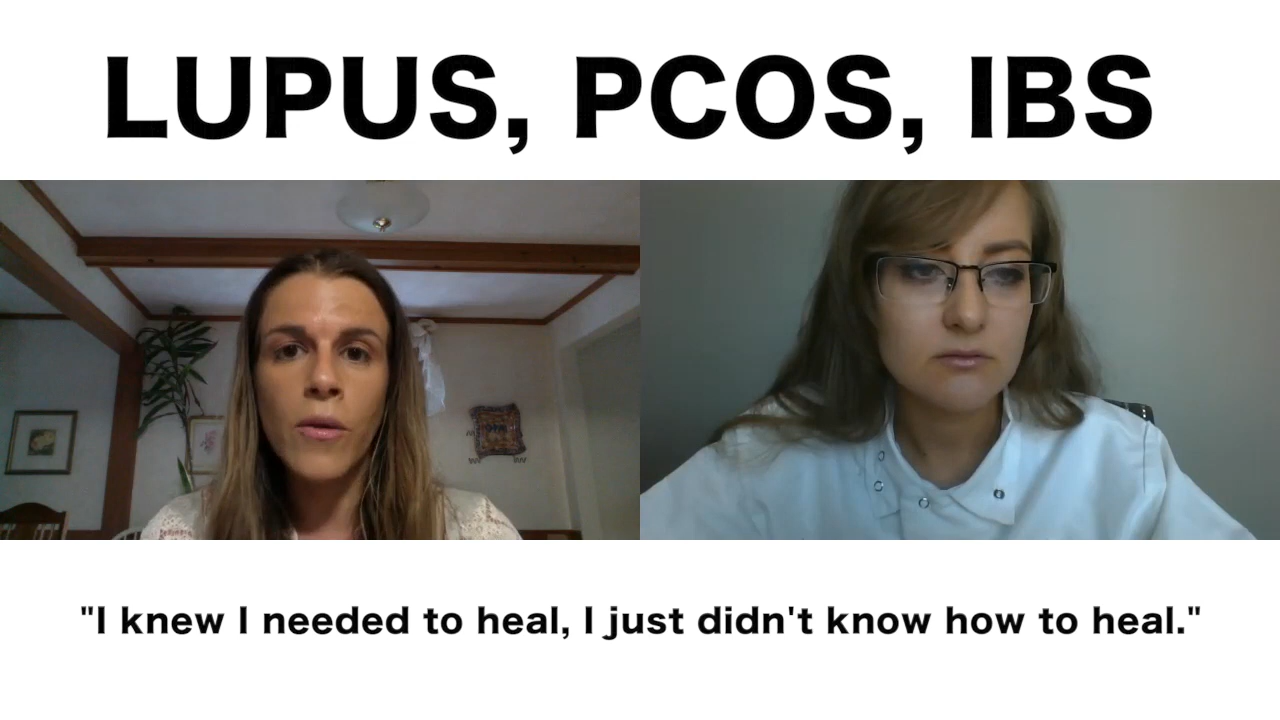 LUPUS, PCOS, IBS
"I knew I needed to heal, I just didn't know how to heal."